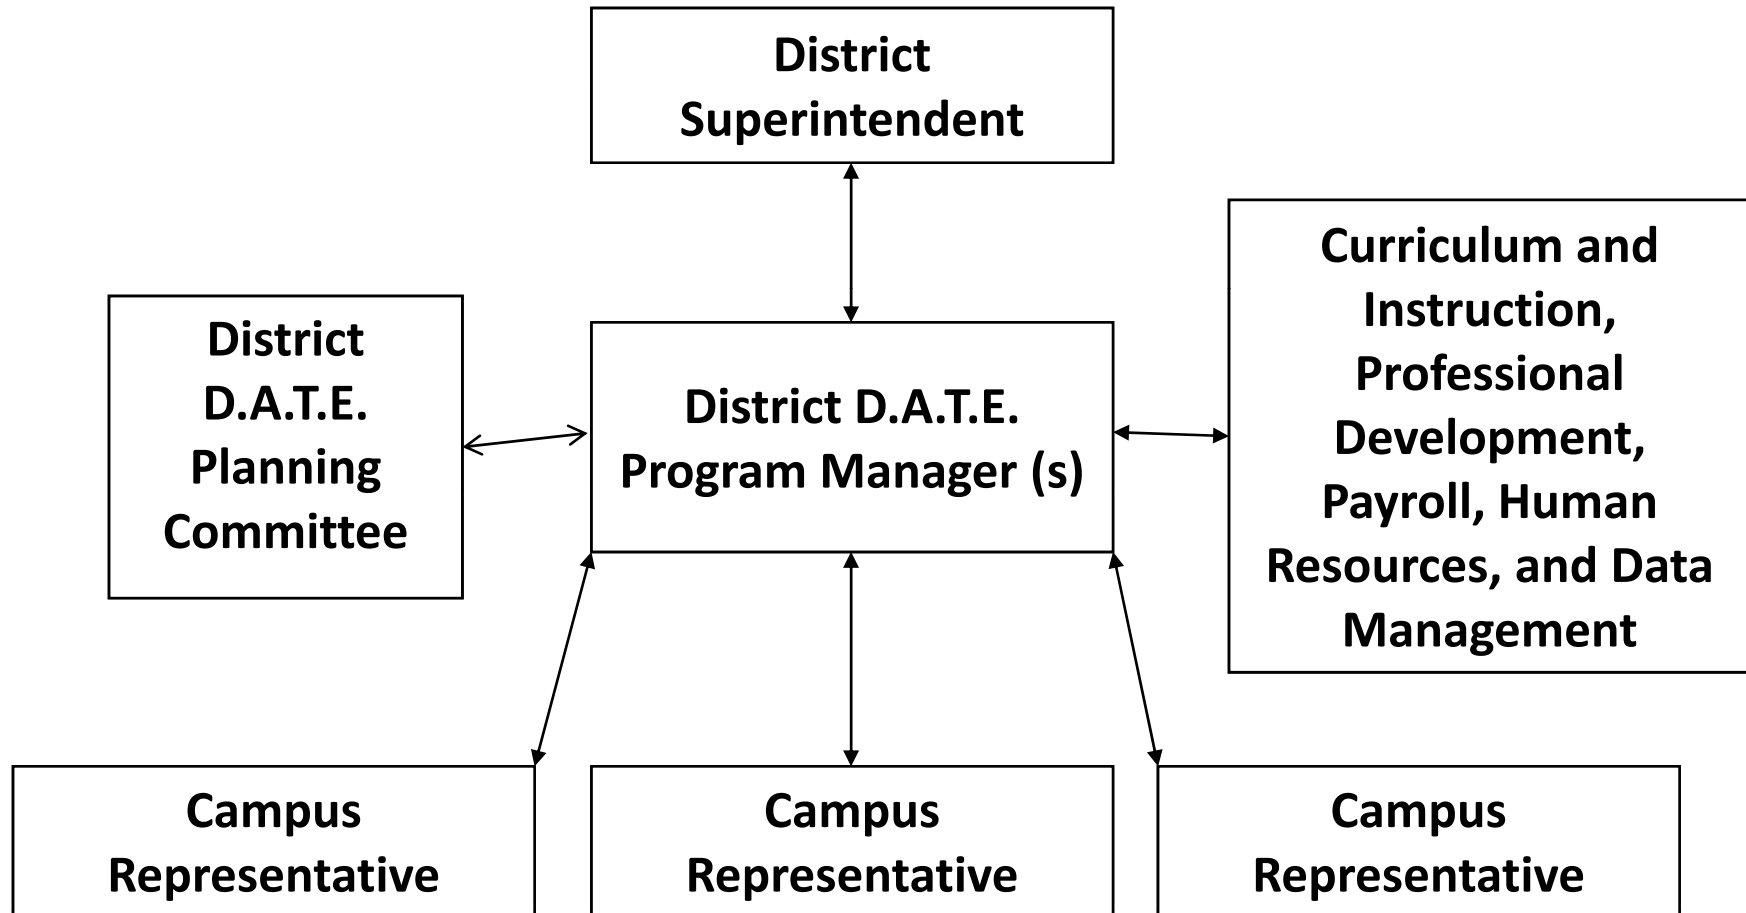 District
Superintendent
District
D.A.T.E.
Planning
Committee
District D.A.T.E.
Program Manager (s)
Curriculum and
Instruction,
Professional
Development,
Payroll, Human
Resources, and Data
Management
Campus
Representative
Campus
Representative
Campus
Representative